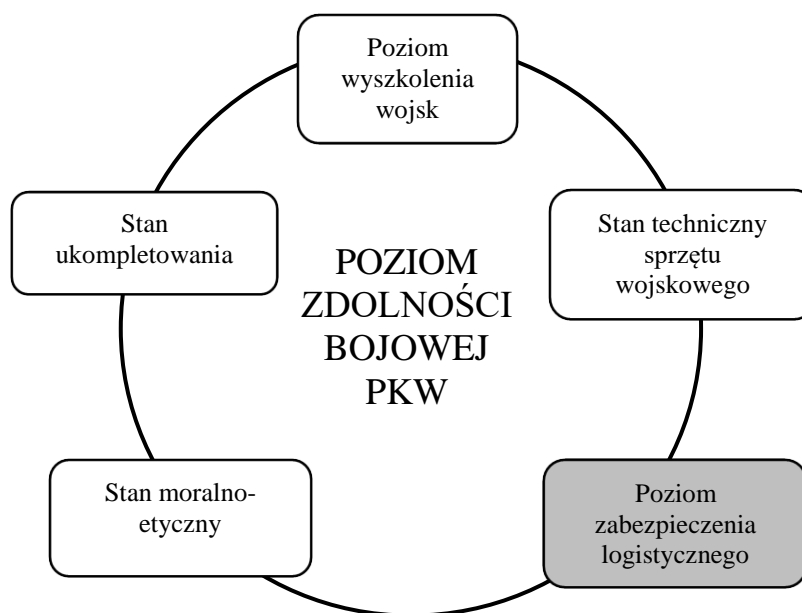 Poziom
wyszkolenia
wojsk
Stan
ukompletowania
Stan techniczny
sprzętu
wojskowego
POZIOM
ZDOLNOŚCI
BOJOWEJ
PKW
Stan moralno-
etyczny
Poziom
zabezpieczenia
logistycznego